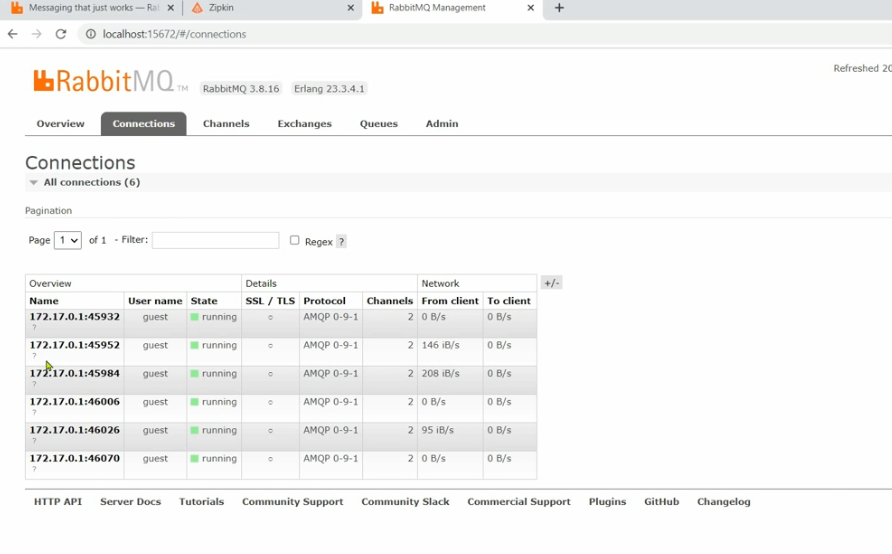 Messaging that just works — Ra
Zipkin
RabbitMQ Management
localhost:15672/#/connections
Refreshed 20
RabbitMQ TM
RabbitMQ 3.8.16
Erlang 23.3.4.1
Overview
Connections
Channels
Exchanges
Queues
Admin
Connections
All connections (6)
Pagination
Page 1 of 1 - Filter: Regex ?
Overview Details Network +/-
Name User name State SSL / TLS Protocol Channels From client To client
172.17.0.1:45932 guest running ○ AMQP 0-9-1 2 0 B/s 0 B/s
?
172.17.0.1:45952 guest running ○ AMQP 0-9-1 2 146 iB/s 0 B/s
?
172.17.0.1:45984 guest running ○ AMQP 0-9-1 2 208 iB/s 0 B/s
?
172.17.0.1:46006 guest running ○ AMQP 0-9-1 2 0 B/s 0 B/s
?
172.17.0.1:46026 guest running ○ AMQP 0-9-1 2 95 iB/s 0 B/s
?
172.17.0.1:46070 guest running ○ AMQP 0-9-1 2 0 B/s 0 B/s
?
HTTP API
Server Docs
Tutorials
Community Support
Community Slack
Commercial Support
Plugins
GitHub
Changelog